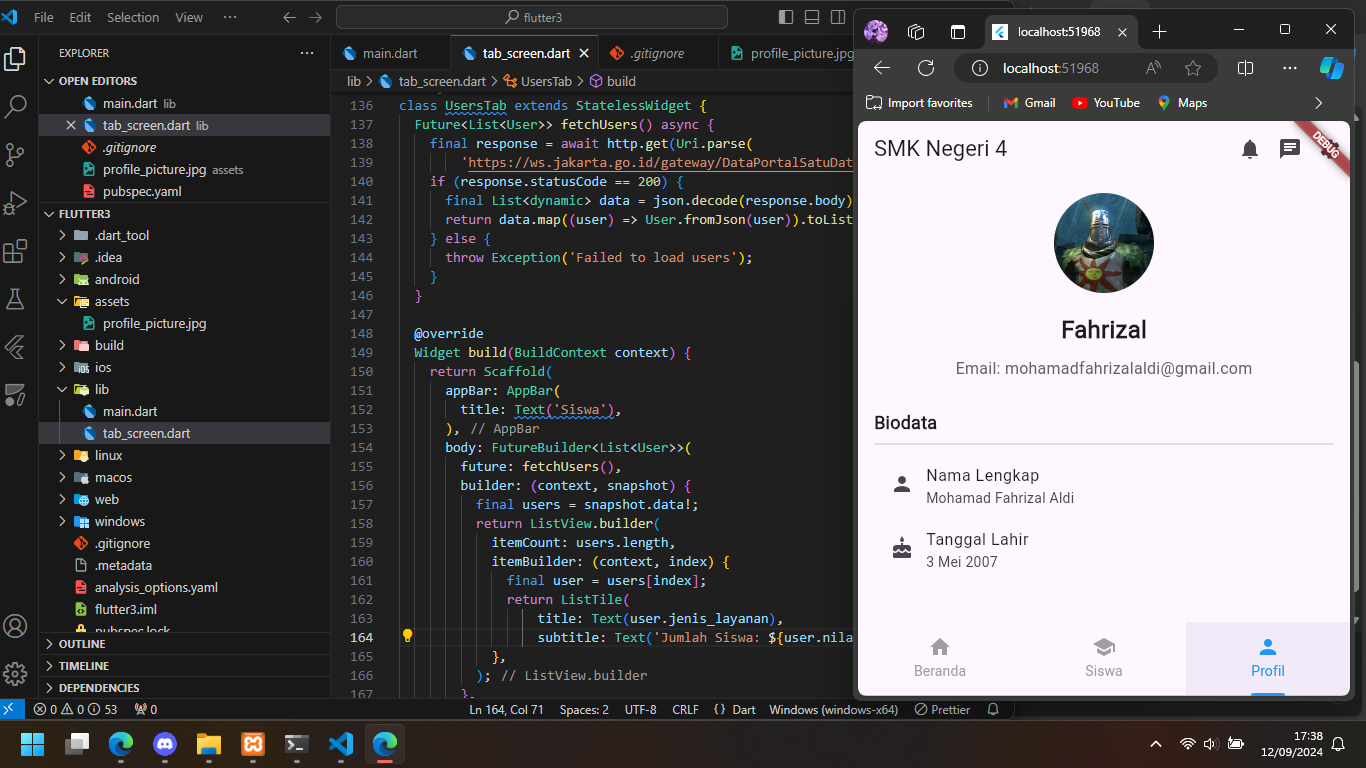 File Edit Selection View ··· flutter3
EXPLORER ···
OPEN EDITORS
main.dart lib
tab_screen.dart lib
.gitignore
profile_picture.jpg assets
pubspec.yaml
FLUTTER3
.dart_tool
.idea
android
assets
profile_picture.jpg
build
ios
lib
main.dart
tab_screen.dart
linux
macos
web
windows
.gitignore
.metadata
analysis_options.yaml
flutter3.iml
pubspec.lock
OUTLINE
TIMELINE
DEPENDENCIES
main.dart tab_screen.dart .gitignore profile_picture.jpg
lib > tab_screen.dart > UsersTab > build
136 class UsersTab extends StatelessWidget {
137 Future<List<User>> fetchUsers() async {
138 final response = await http.get(Uri.parse(
139 'https://ws.jakarta.go.id/gateway/DataPortalSatuDat
140 if (response.statusCode == 200) {
141 final List<dynamic> data = json.decode(response.body)
142 return data.map((user) => User.fromJson(user)).toList
143 } else {
144 throw Exception('Failed to load users');
145 }
146 }
147
148 @override
149 Widget build(BuildContext context) {
150 return Scaffold(
151 appBar: AppBar(
152 title: Text('Siswa'),
153 ), // AppBar
154 body: FutureBuilder<List<User>>(
155 future: fetchUsers(),
156 builder: (context, snapshot) {
157 final users = snapshot.data!;
158 return ListView.builder(
159 itemCount: users.length,
160 itemBuilder: (context, index) {
161 final user = users[index];
162 return ListTile(
163 title: Text(user.jenis_layanan),
164 subtitle: Text('Jumlah Siswa: ${user.nila
165 },
166 ); // ListView.builder
167 },
0 0 53 0 Ln 164, Col 71 Spaces: 2 UTF-8 CRLF {} Dart Windows (windows-x64) Prettier
localhost:51968
localhost:51968
Import favorites Gmail YouTube Maps
SMK Negeri 4
DEBUG
Fahrizal
Email: mohamadfahrizalaldi@gmail.com
Biodata
Nama Lengkap
Mohamad Fahrizal Aldi
Tanggal Lahir
3 Mei 2007
Beranda Siswa Profil
17:38
12/09/2024